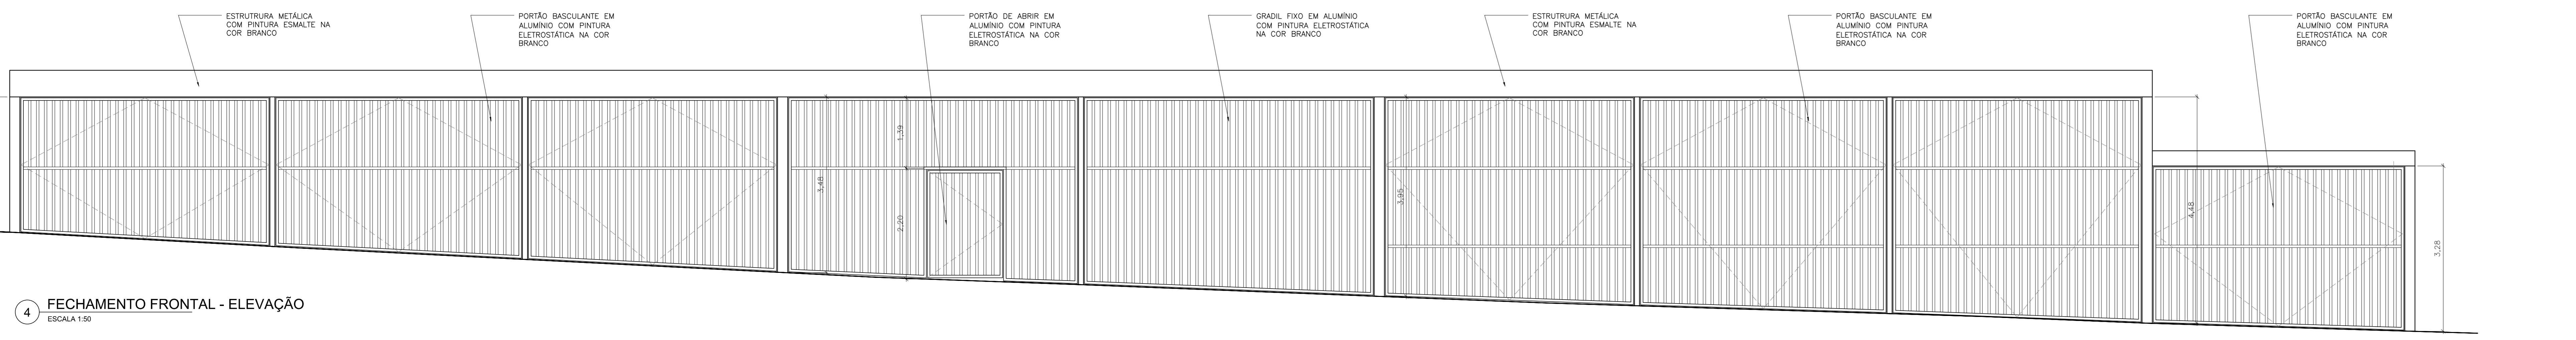 ESTRUTRURA METÁLICA
COM PINTURA ESMALTE NA
COR BRANCO
PORTÃO BASCULANTE EM
ALUMÍNIO COM PINTURA
ELETROSTÁTICA NA COR
BRANCO
PORTÃO DE ABRIR EM
ALUMÍNIO COM PINTURA
ELETROSTÁTICA NA COR
BRANCO
GRADIL FIXO EM ALUMÍNIO
COM PINTURA ELETROSTÁTICA
NA COR BRANCO
ESTRUTRURA METÁLICA
COM PINTURA ESMALTE NA
COR BRANCO
PORTÃO BASCULANTE EM
ALUMÍNIO COM PINTURA
ELETROSTÁTICA NA COR
BRANCO
PORTÃO BASCULANTE EM
ALUMÍNIO COM PINTURA
ELETROSTÁTICA NA COR
BRANCO
3,48
1,39
2,20
3,95
4,48
3,28
4
FECHAMENTO FRONTAL - ELEVAÇÃO
ESCALA 1:50